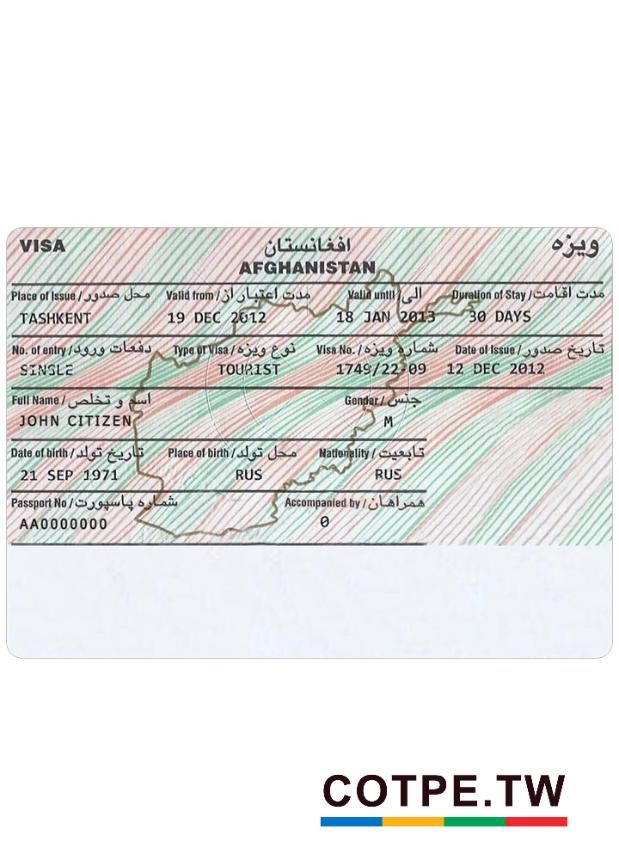 VISA افغانستان ویزه
AFGHANISTAN
Place of Issue / محل صدور Valid from / مدت اعتبار از Valid until / الی Duration of Stay / مدت اقامت
TASHKENT 19 DEC 2012 18 JAN 2013 30 DAYS
No. of entry / دفعات ورود Type of Visa / نوع ویزه Visa No. / شماره ویزه Date of Issue / تاریخ صدور
SINGLE TOURIST 1749/22-09 12 DEC 2012
Full Name / اسم و تخلص Gender / جنس
JOHN CITIZEN M
Date of birth / تاریخ تولد Place of birth / محل تولد Nationality / تابعیت
21 SEP 1971 RUS RUS
Passport No / شماره پاسپورت Accompanied by / همراهان
AA0000000 0
COTPE.TW